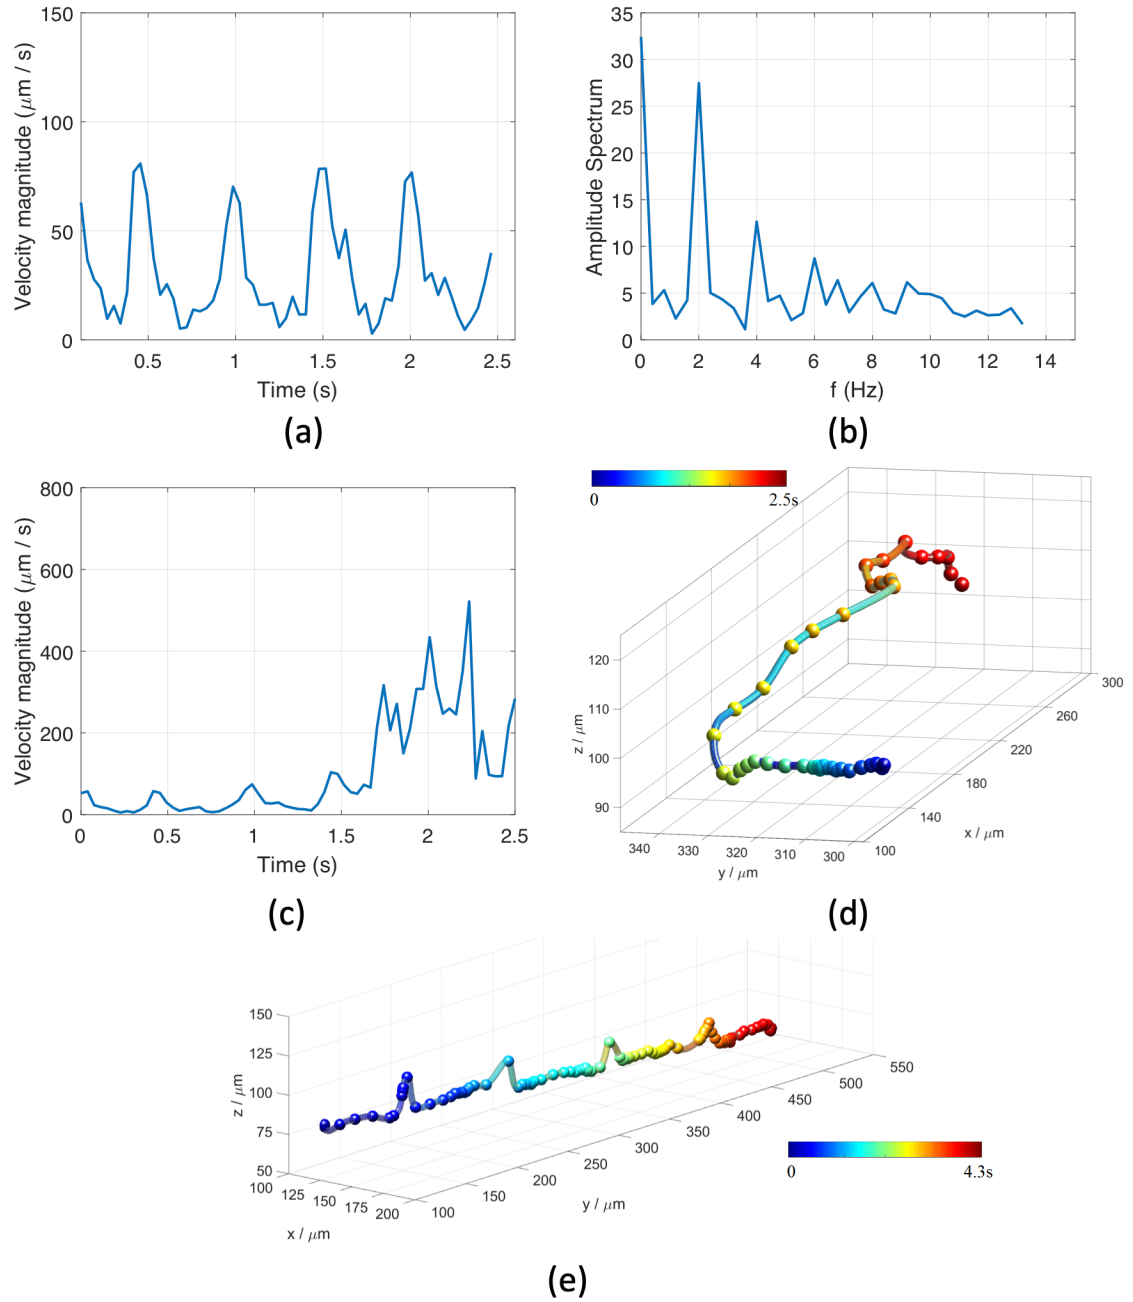 150
100
50
0
0.5 1 1.5 2 2.5
Velocity magnitude (μm / s)
Time (s)
(a)
35
30
25
20
15
10
5
0
0 2 4 6 8 10 12 14
Amplitude Spectrum
f (Hz)
(b)
800
600
400
200
0
0 0.5 1 1.5 2 2.5
Velocity magnitude (μm / s)
Time (s)
(c)
0 2.5s
120
110
100
90
z / μm
340 330 320 310 300
y / μm
100 140 180 220 260 300
x / μm
(d)
150
125
100
75
50
z / μm
100 125 150 175 200
x / μm
100 150 200 250 300 350 400 450 500 550
y / μm
0 4.3s
(e)